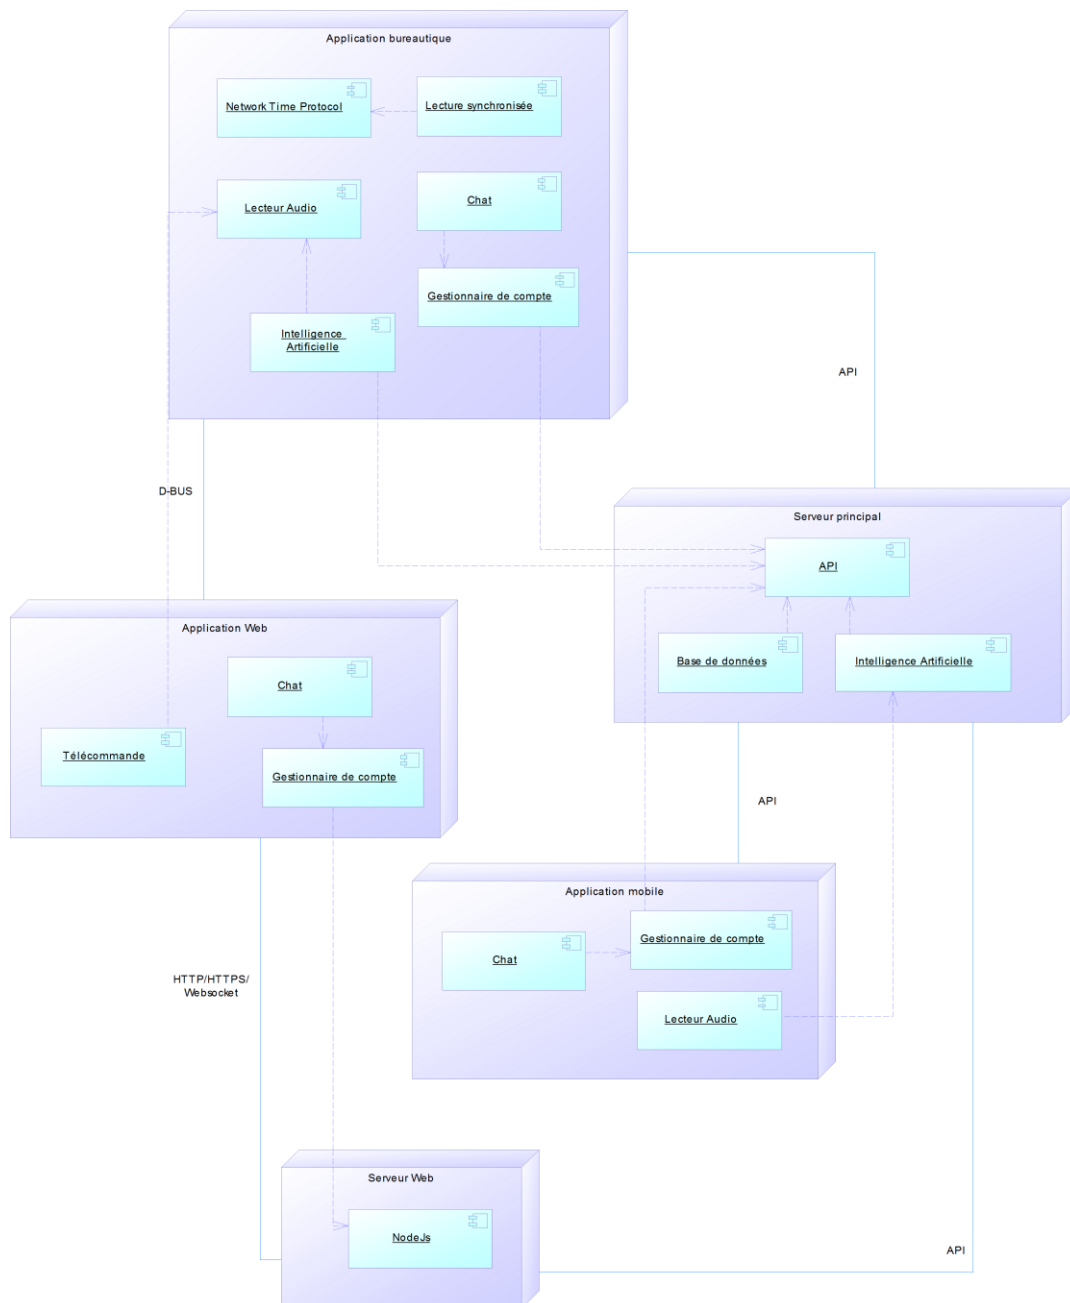 Application bureautique
Network Time Protocol
Lecture synchronisée
Lecteur Audio
Chat
Gestionnaire de compte
Intelligence
Artificielle
API
D-BUS
Serveur principal
API
Base de données
Intelligence Artificielle
Application Web
Chat
Télécommande
Gestionnaire de compte
API
Application mobile
Gestionnaire de compte
Chat
Lecteur Audio
HTTP/HTTPS/
Websocket
Serveur Web
NodeJs
API